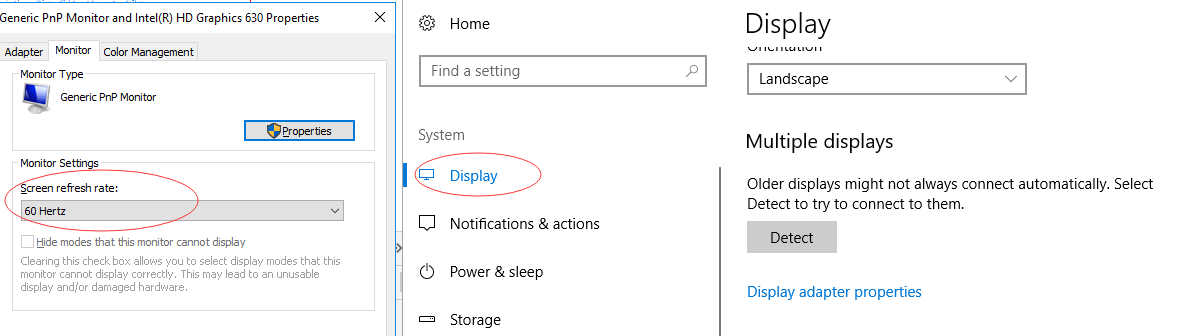 Generic PnP Monitor and Intel(R) HD Graphics 630 Properties
Adapter
Monitor
Color Management
Monitor Type
Generic PnP Monitor
Properties
Monitor Settings
Screen refresh rate:
60 Hertz
Hide modes that this monitor cannot display
Clearing this check box allows you to select display modes that this
monitor cannot display correctly. This may lead to an unusable
display and/or damaged hardware.
Home
Find a setting
System
Display
Notifications & actions
Power & sleep
Storage
Display
Orientation
Landscape
Multiple displays
Older displays might not always connect automatically. Select
Detect to try to connect to them.
Detect
Display adapter properties